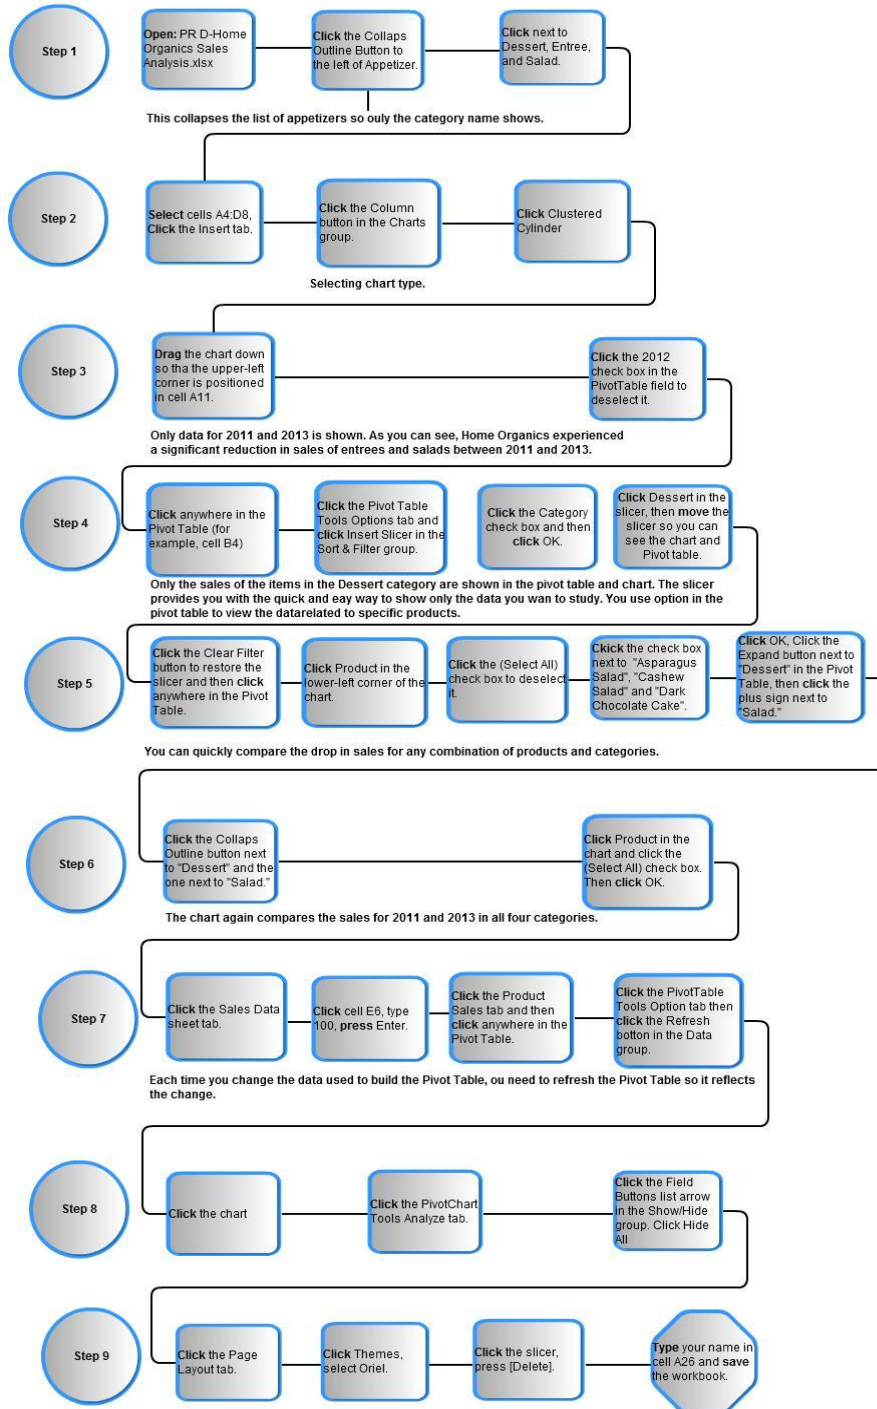 Step 1
Open: PR D-Home
Organics Sales
Analysis.xlsx
Click the Collaps
Outline Button to
the left of Appetizer.
Click next to
Dessert, Entree,
and Salad.
This collapses the list of appetizers so ouly the category name shows.
Step 2
Select cells A4:D8,
Click the Insert tab.
Click the Column
button in the Charts
group.
Click Clustered
Cylinder
Selecting chart type.
Step 3
Drag the chart down
so tha the upper-left
corner is positioned
in cell A11.
Click the 2012
check box in the
PivotTable field to
deselect it.
Only data for 2011 and 2013 is shown. As you can see, Home Organics experienced
a significant reduction in sales of entrees and salads between 2011 and 2013.
Step 4
Click anywhere in the
Pivot Table (for
example, cell B4)
Click the Pivot Table
Tools Options tab and
click Insert Slicer in the
Sort & Filter group.
Click the Category
check box and then
click OK.
Click Dessert in the
slicer, then move the
slicer so you can
see the chart and
Pivot table.
Only the sales of the items in the Dessert category are shown in the pivot table and chart. The slicer
provides you with the quick and eay way to show only the data you wan to study. You use option in the
pivot table to view the datarelated to specific products.
Step 5
Click the Clear Filter
button to restore the
slicer and then click
anywhere in the Pivot
Table.
Click Product in the
lower-left corner of the
chart.
Click the (Select All)
check box to deselect
it.
Ckick the check box
next to "Asparagus
Salad", "Cashew
Salad" and "Dark
Chocolate Cake".
Click OK, Click the
Expand button next to
"Dessert" in the Pivot
Table, then click the
plus sign next to
"Salad."
You can quickly compare the drop in sales for any combination of products and categories.
Step 6
Click the Collaps
Outline button next
to "Dessert" and the
one next to "Salad."
Click Product in the
chart and click the
(Select All) check box.
Then click OK.
The chart again compares the sales for 2011 and 2013 in all four categories.
Step 7
Click the Sales Data
sheet tab.
Click cell E6, type
100, press Enter.
Click the Product
Sales tab and then
click anywhere in the
Pivot Table.
Click the PivotTable
Tools Option tab then
click the Refresh
botton in the Data
group.
Each time you change the data used to build the Pivot Table, ou need to refresh the Pivot Table so it reflects
the change.
Step 8
Click the chart
Click the PivotChart
Tools Analyze tab.
Click the Field
Buttons list arrow
in the Show/Hide
group. Click Hide
All
Step 9
Click the Page
Layout tab.
Click Themes,
select Oriel.
Click the slicer,
press [Delete].
Type your name in
cell A26 and save
the workbook.